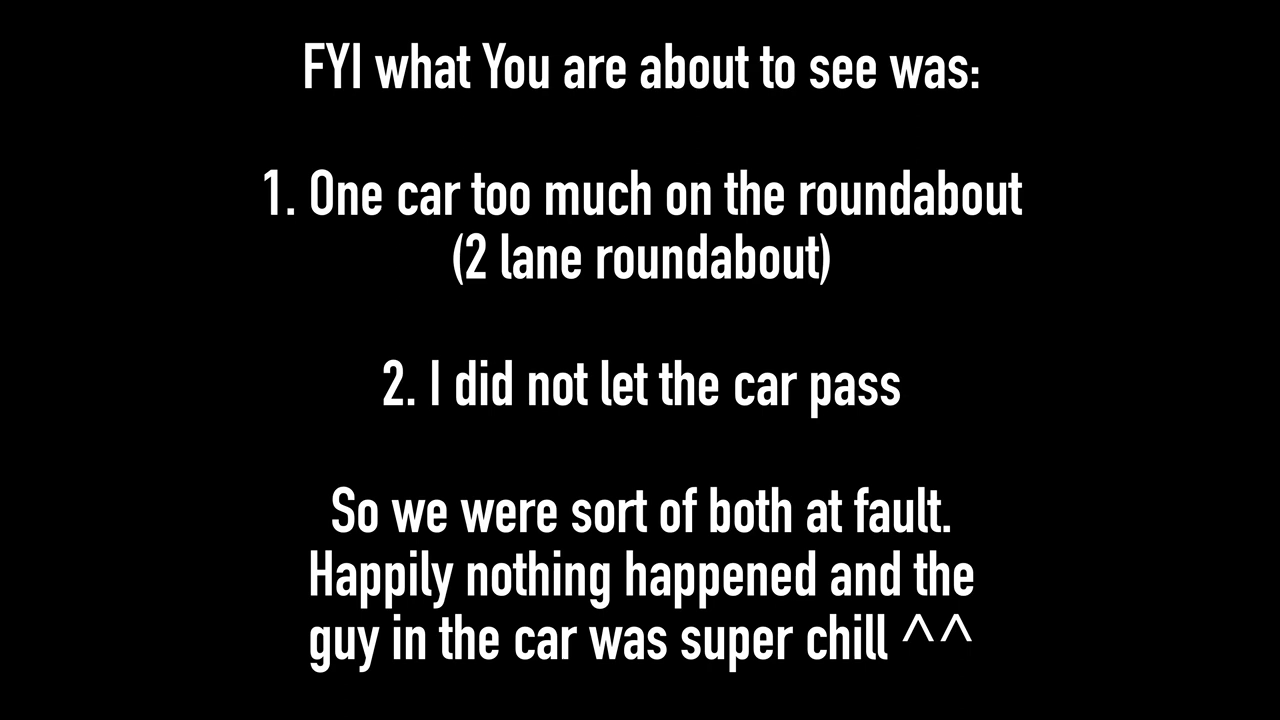 FYI what You are about to see was:
1. One car too much on the roundabout
(2 lane roundabout)
2. I did not let the car pass
So we were sort of both at fault.
Happily nothing happened and the
guy in the car was super chill ^^